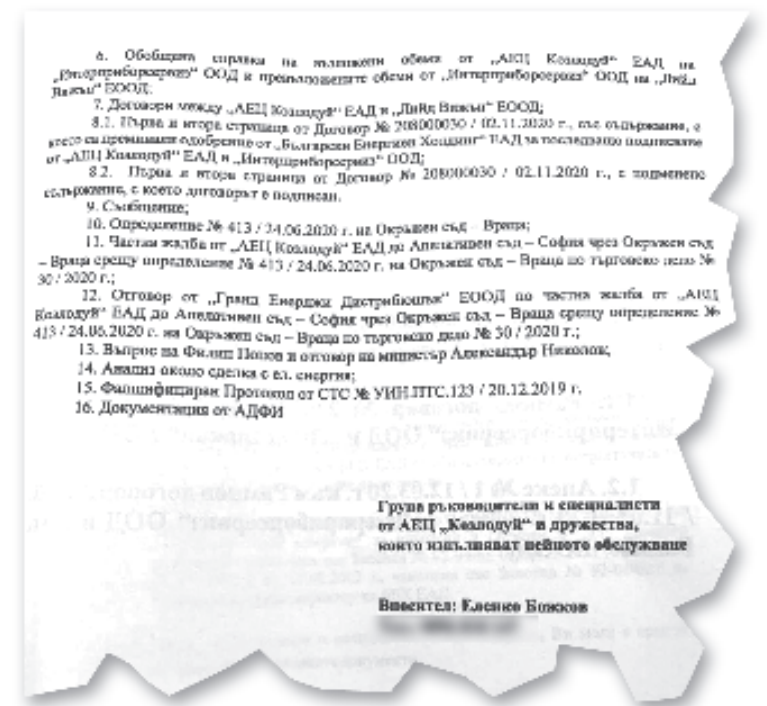 6. Обобщена справка на вложени обеми от „АЕЦ Козлодуй“ ЕАД на
„Интерприборсервиз“ ООД и превъзложените обеми от „Интерприборсервиз“ ООД на „Лийд
Вижън“ ЕООД;
7. Договори между „АЕЦ Козлодуй“ ЕАД и „Лийд Вижън“ ЕООД;
8.1. Първа и втора страница от Договор № 208000030 / 02.11.2020 г., със съдържание, с
което са преминали одобрение от „Български Енергиен Холдинг“ ЕАД за последващо подписване
от „АЕЦ Козлодуй“ ЕАД и „Интерприборсервиз“ ООД;
8.2. Първа и втора страница от Договор № 208000030 / 02.11.2020 г., с подменено
съдържание, с което договорът е подписан.
9. Съобщение;
10. Определение № 413 / 24.06.2020 г. на Окръжен съд – Враца;
11. Частна жалба от „АЕЦ Козлодуй“ ЕАД до Апелативен съд – София чрез Окръжен съд
– Враца срещу определение № 413 / 24.06.2020 г. на Окръжен съд – Враца по търговско дело №
30 / 2020 г.;
12. Отговор от „Гранд Енерджи Дистрибюшън“ ЕООД по частна жалба от „АЕЦ
Козлодуй“ ЕАД до Апелативен съд – София чрез Окръжен съд – Враца срещу определение №
413 / 24.06.2020 г. на Окръжен съд – Враца по търговско дело № 30 / 2020 г.;
13. Въпрос на Филип Попов и отговор на министър Александър Николов;
14. Анализ около сделка с ел. енергия;
15. Фалшифициран Протокол от СТС № УИН.ПТС.123 / 20.12.2019 г.
16. Документация от АДФИ
Група ръководители и специалисти
от АЕЦ „Козлодуй“ и дружества,
които изпълняват нейното обслужване
Вносител: Еленко Божков